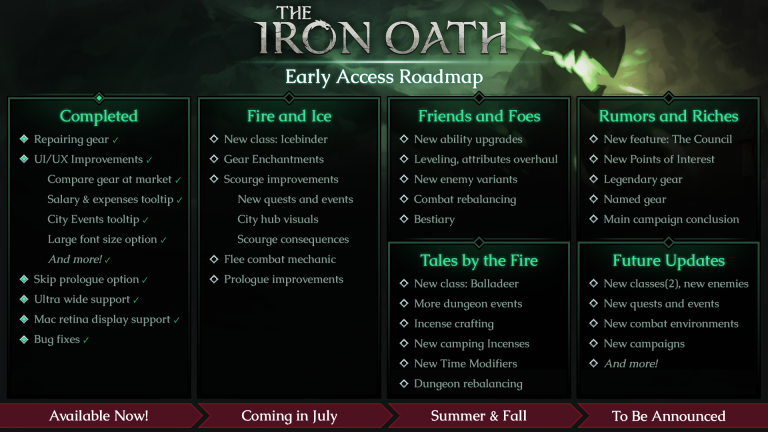 THE
IRON OATH
Early Access Roadmap
Completed
Repairing gear ✓
UI/UX Improvements ✓
Compare gear at market ✓
Salary & expenses tooltip ✓
City Events tooltip ✓
Large font size option ✓
And more! ✓
Skip prologue option ✓
Ultra wide support ✓
Mac retina display support ✓
Bug fixes ✓
Available Now!
Fire and Ice
New class: Icebinder
Gear Enchantments
Scourge improvements
New quests and events
City hub visuals
Scourge consequences
Flee combat mechanic
Prologue improvements
Coming in July
Friends and Foes
New ability upgrades
Leveling, attributes overhaul
New enemy variants
Combat rebalancing
Bestiary
Tales by the Fire
New class: Balladeer
More dungeon events
Incense crafting
New camping Incenses
New Time Modifiers
Dungeon rebalancing
Summer & Fall
Rumors and Riches
New feature: The Council
New Points of Interest
Legendary gear
Named gear
Main campaign conclusion
Future Updates
New classes(2), new enemies
New quests and events
New combat environments
New campaigns
And more!
To Be Announced